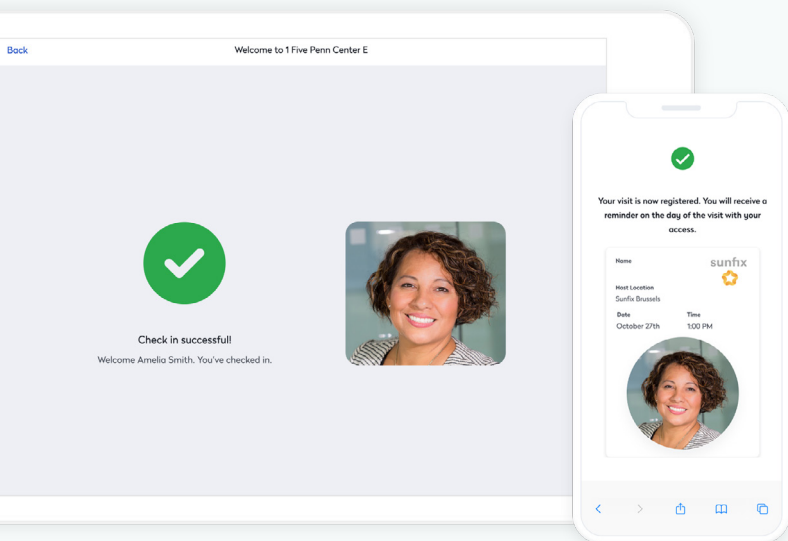 Back
Welcome to 1 Five Penn Center E
Check in successful!
Welcome Amelia Smith. You've checked in.
Your visit is now registered. You will receive a
reminder on the day of the visit with your
access.
Name
sunfix
Host Location
Sunfix Brussels
Date Time
October 27th 1:00 PM